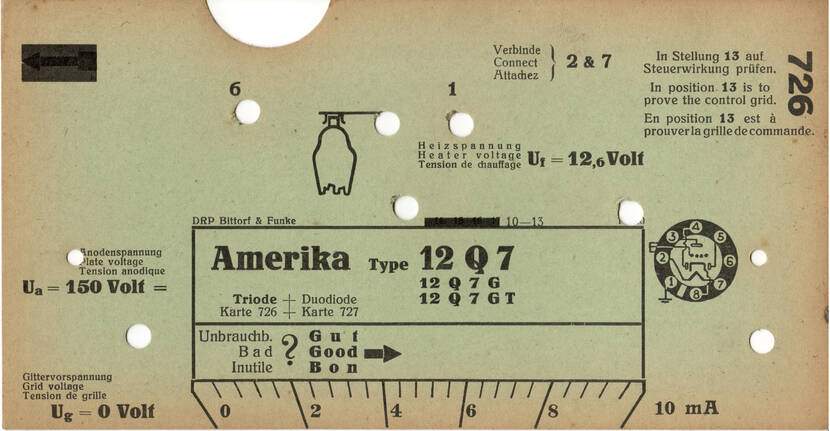 Verbinde
Connect
Attachez
2 & 7
In Stellung 13 auf
Steuerwirkung prüfen.
In position 13 is to
prove the control grid.
En position 13 est à
prouver la grille de commande.
726
6
1
Heizspannung
Heater voltage
Tension de chauffage
Uf = 12,6 Volt
DRP Bittorf & Funke
10—13
Anodenspannung
Plate voltage
Tension anodique
Ua = 150 Volt =
Amerika Type 12 Q 7
12 Q 7 G
12 Q 7 G T
Triode + Duodiode
Karte 726 + Karte 727
4
3
5
6
2
6
1
8
7
Unbrauchb. Gut
Bad ? Good
Inutile Bon
Gittervorspannung
Grid voltage
Tension de grille
Ug = 0 Volt
0 2 4 6 8 10 mA